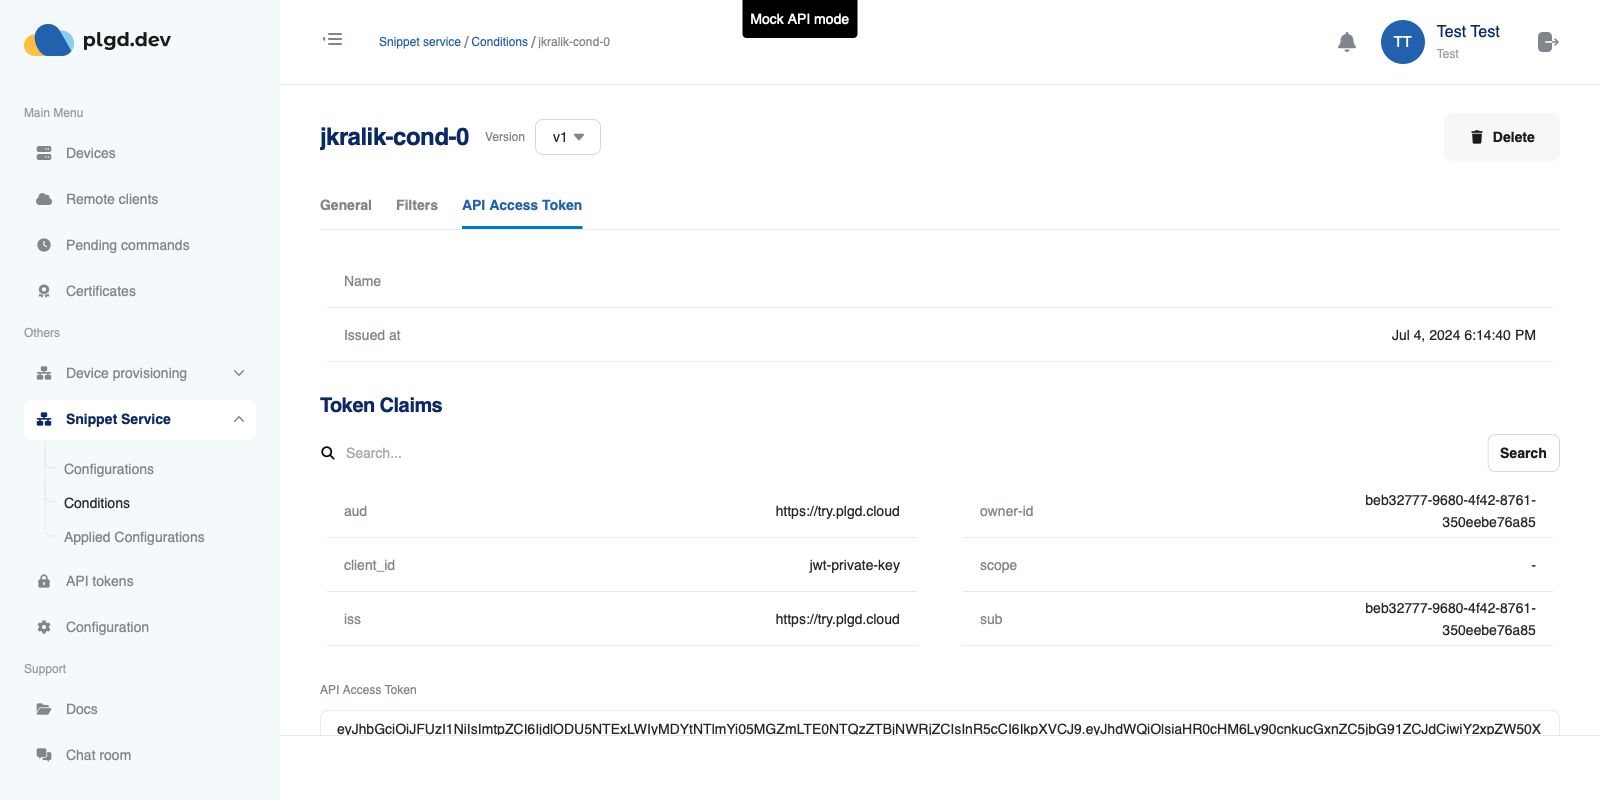 Mock API mode
plgd.dev
Snippet service / Conditions / jkralik-cond-0
TT
Test Test
Test
Main Menu
Devices
Remote clients
Pending commands
Certificates
Others
Device provisioning
Snippet Service
Configurations
Conditions
Applied Configurations
API tokens
Configuration
Support
Docs
Chat room
jkralik-cond-0
Version
v1
Delete
General
Filters
API Access Token
Name
Issued at
Jul 4, 2024 6:14:40 PM
Token Claims
Search...
Search
aud
https://try.plgd.cloud
owner-id
beb32777-9680-4f42-8761-
350eebe76a85
client_id
jwt-private-key
scope
-
iss
https://try.plgd.cloud
sub
beb32777-9680-4f42-8761-
350eebe76a85
API Access Token